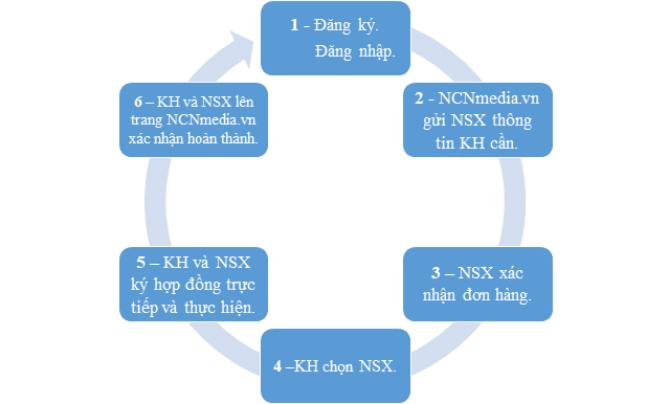 1 - Đăng ký.
Đăng nhập.
2 - NCNmedia.vn
gửi NSX thông
tin KH cần.
3 – NSX xác
nhận đơn hàng.
4 –KH chọn NSX.
5 – KH và NSX
ký hợp đồng trực
tiếp và thực hiện.
6 – KH và NSX lên
trang NCNmedia.vn
xác nhận hoàn thành.